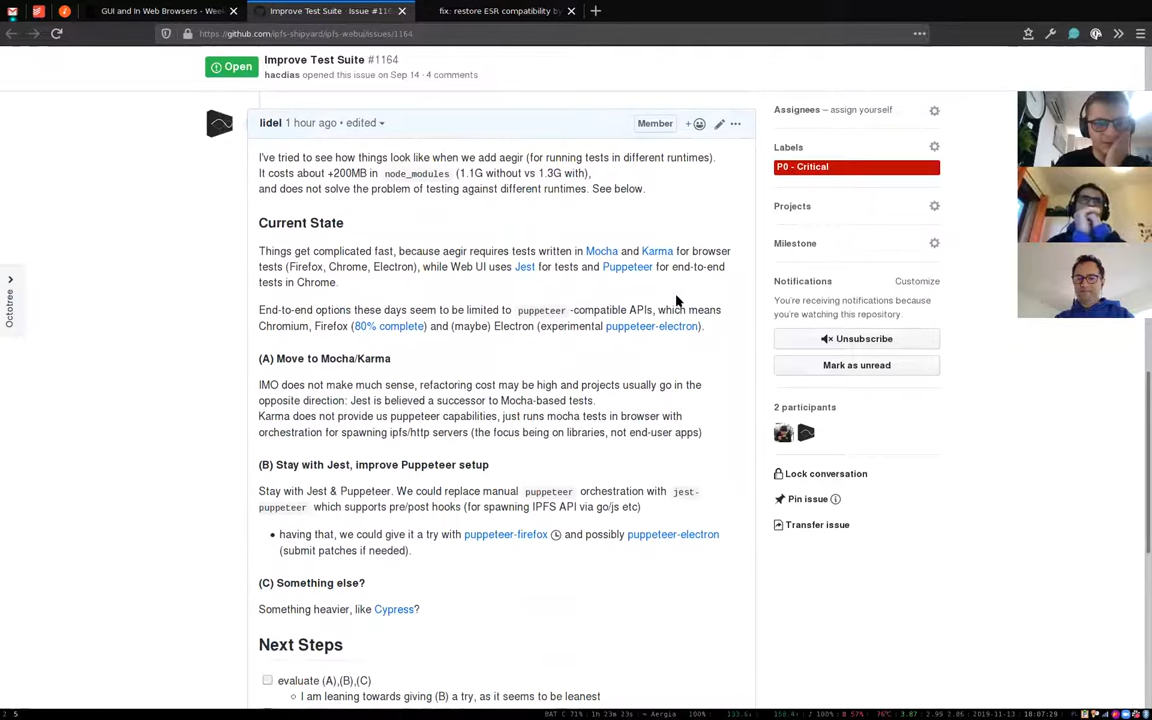 GUI and In Web Browsers - Wee
Improve Test Suite · Issue #116
fix: restore ESR compatibility by
https://github.com/ipfs-shipyard/ipfs-webui/issues/1164
Open
Improve Test Suite #1164
hacdias opened this issue on Sep 14 · 4 comments
lidel 1 hour ago • edited
Member
I've tried to see how things look like when we add aegir (for running tests in different runtimes).
It costs about +200MB in node_modules (1.1G without vs 1.3G with),
and does not solve the problem of testing against different runtimes. See below.
Current State
Things get complicated fast, because aegir requires tests written in Mocha and Karma for browser
tests (Firefox, Chrome, Electron), while Web UI uses Jest for tests and Puppeteer for end-to-end
tests in Chrome.
End-to-end options these days seem to be limited to puppeteer -compatible APIs, which means
Chromium, Firefox (80% complete) and (maybe) Electron (experimental puppeteer-electron).
(A) Move to Mocha/Karma
IMO does not make much sense, refactoring cost may be high and projects usually go in the
opposite direction: Jest is believed a successor to Mocha-based tests.
Karma does not provide us puppeteer capabilities, just runs mocha tests in browser with
orchestration for spawning ipfs/http servers (the focus being on libraries, not end-user apps)
(B) Stay with Jest, improve Puppeteer setup
Stay with Jest & Puppeteer. We could replace manual puppeteer orchestration with jest-
puppeteer which supports pre/post hooks (for spawning IPFS API via go/js etc)
• having that, we could give it a try with puppeteer-firefox and possibly puppeteer-electron
(submit patches if needed).
(C) Something else?
Something heavier, like Cypress?
Next Steps
evaluate (A),(B),(C)
I am leaning towards giving (B) a try, as it seems to be leanest
Assignees – assign yourself
Labels
P0 - Critical
Projects
Milestone
Notifications
Customize
You're receiving notifications because
you're watching this repository.
Unsubscribe
Mark as unread
2 participants
Lock conversation
Pin issue
Transfer issue
Octotree
2 5
BAT C 71% 1h 23m 23s ~ Aergia 100%
2019-11-13 18:07:29